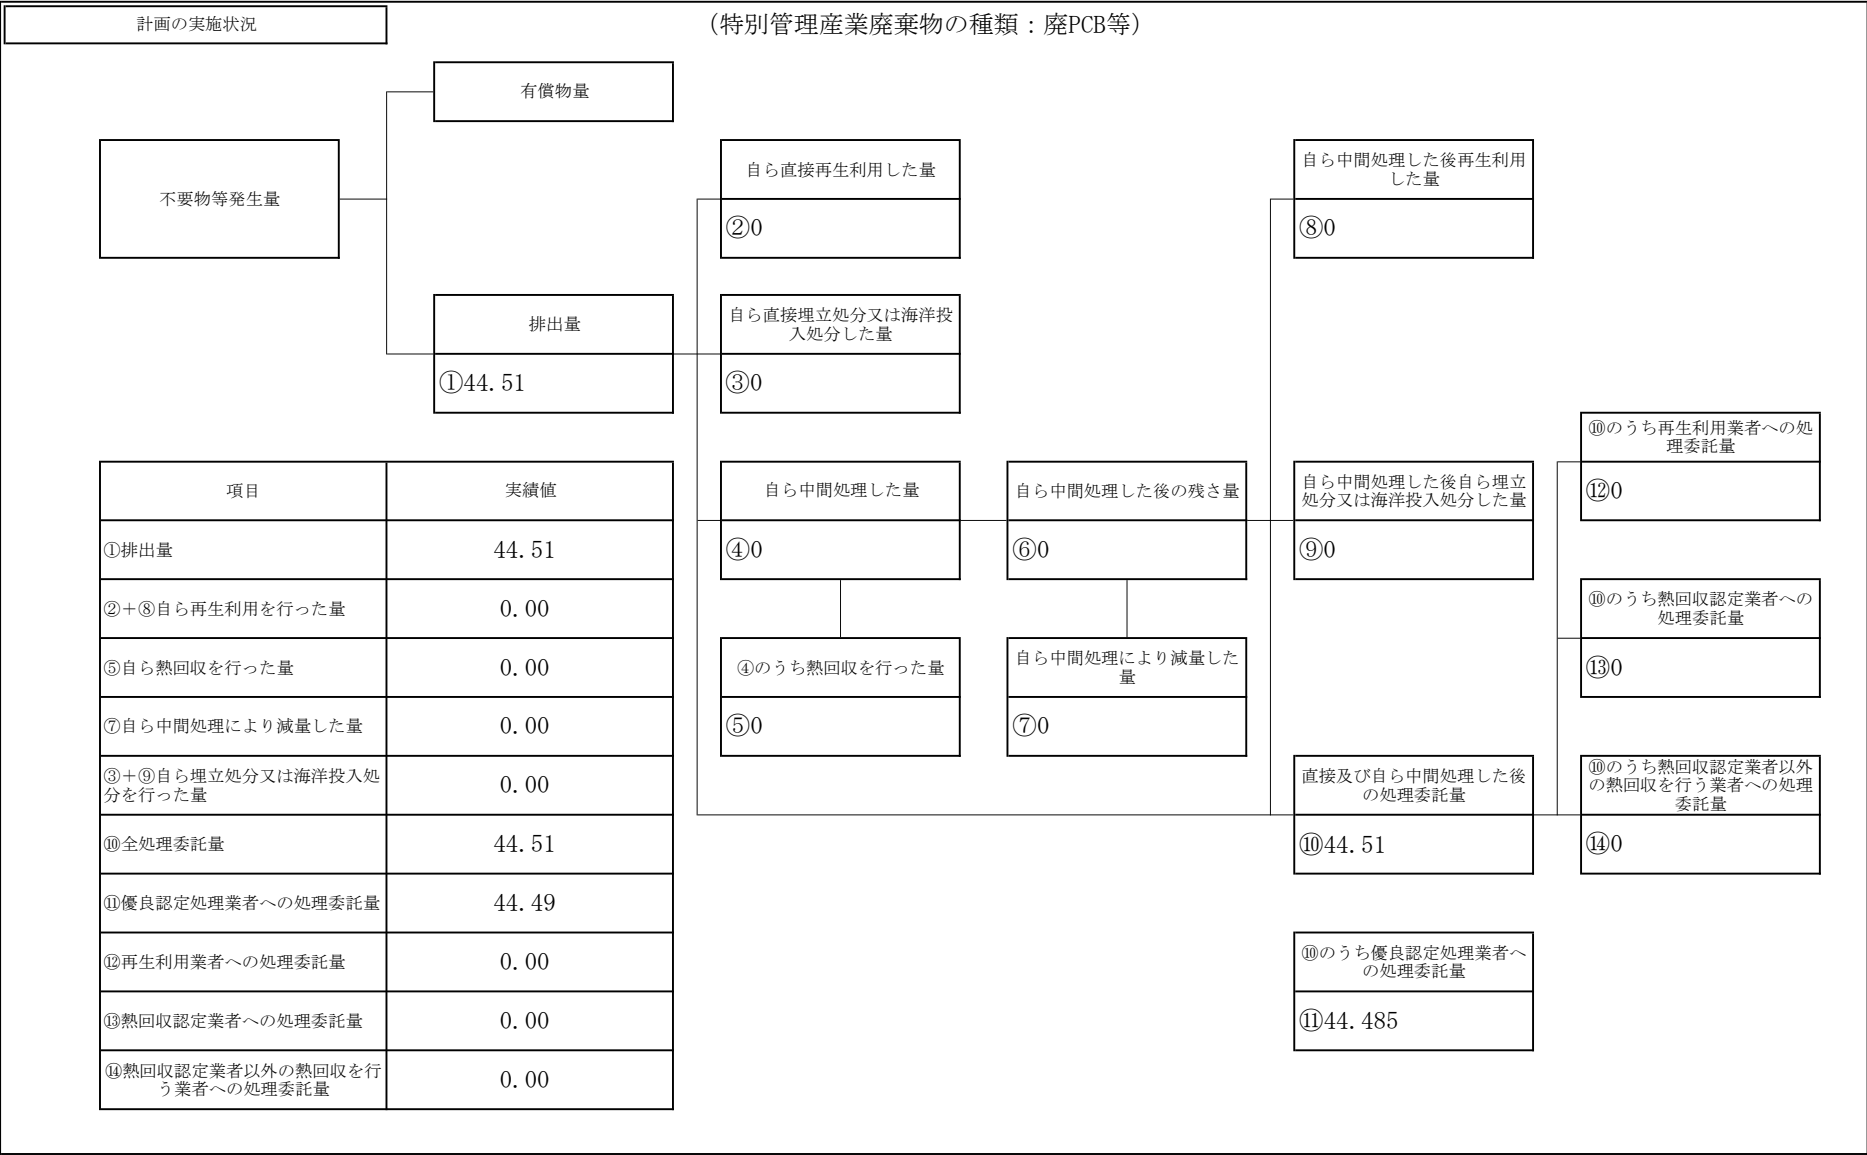 計画の実施状況
（特別管理産業廃棄物の種類：廃PCB等）
有償物量
不要物等発生量
排出量
①44.51
自ら直接再生利用した量
②0
自ら直接埋立処分又は海洋投
入処分した量
③0
自ら中間処理した量
④0
④のうち熱回収を行った量
⑤0
自ら中間処理した後の残さ量
⑥0
自ら中間処理により減量した
量
⑦0
自ら中間処理した後再生利用
した量
⑧0
自ら中間処理した後自ら埋立
処分又は海洋投入処分した量
⑨0
直接及び自ら中間処理した後
の処理委託量
⑩44.51
⑩のうち優良認定処理業者へ
の処理委託量
⑪44.485
⑩のうち再生利用業者への処
理委託量
⑫0
⑩のうち熱回収認定業者への
処理委託量
⑬0
⑩のうち熱回収認定業者以外
の熱回収を行う業者への処理
委託量
⑭0
項目 実績値
①排出量 44.51
②＋⑧自ら再生利用を行った量 0.00
⑤自ら熱回収を行った量 0.00
⑦自ら中間処理により減量した量 0.00
③＋⑨自ら埋立処分又は海洋投入処
分を行った量 0.00
⑩全処理委託量 44.51
⑪優良認定処理業者への処理委託量 44.49
⑫再生利用業者への処理委託量 0.00
⑬熱回収認定業者への処理委託量 0.00
⑭熱回収認定業者以外の熱回収を行
う業者への処理委託量 0.00